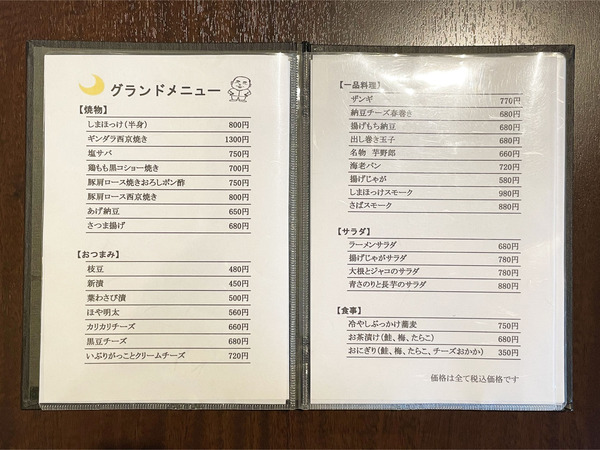 グランドメニュー
【焼物】
しまほっけ（半身） 800円
ギンダラ西京焼き 1300円
塩サバ 750円
鶏もも黒コショー焼き 700円
豚肩ロース焼きおろしポン酢 750円
豚肩ロース西京焼き 800円
あげ納豆 650円
さつま揚げ 680円
【おつまみ】
枝豆 480円
新漬 450円
葉わさび漬 500円
ほや明太 560円
カリカリチーズ 660円
黒豆チーズ 680円
いぶりがっことクリームチーズ 720円
【一品料理】
ザンギ 770円
納豆チーズ春巻き 680円
揚げもち納豆 680円
出し巻き玉子 680円
名物 芋野郎 660円
海老パン 720円
揚げじゃが 580円
しまほっけスモーク 980円
さばスモーク 880円
【サラダ】
ラーメンサラダ 680円
揚げじゃがサラダ 780円
大根とジャコのサラダ 780円
青さのりと長芋のサラダ 880円
【食事】
冷やしぶっかけ蕎麦 750円
お茶漬け（鮭、梅、たらこ） 680円
おにぎり（鮭、梅、たらこ、チーズおかか） 350円
価格は全て税込価格です